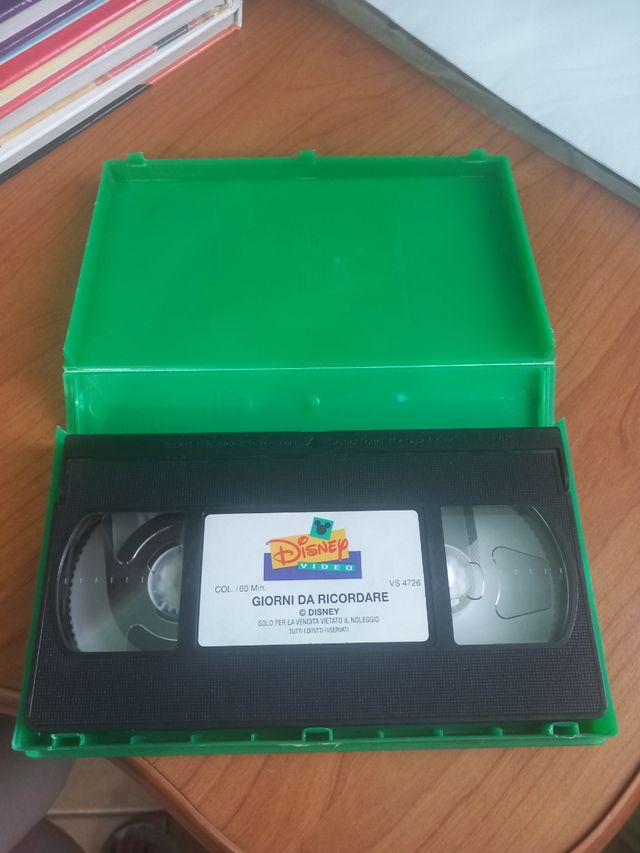 DISNEY
VIDEO
COL. / 60 Min.
VS 4726
GIORNI DA RICORDARE
© DISNEY
SOLO PER LA VENDITA VIETATO IL NOLEGGIO
TUTTI I DIRITTI RISERVATI